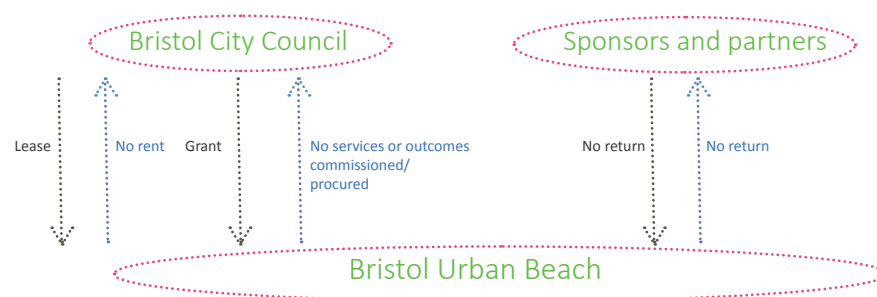 Bristol City Council
Sponsors and partners
Lease
No rent
Grant
No services or outcomes
commissioned/
procured
No return
No return
Bristol Urban Beach